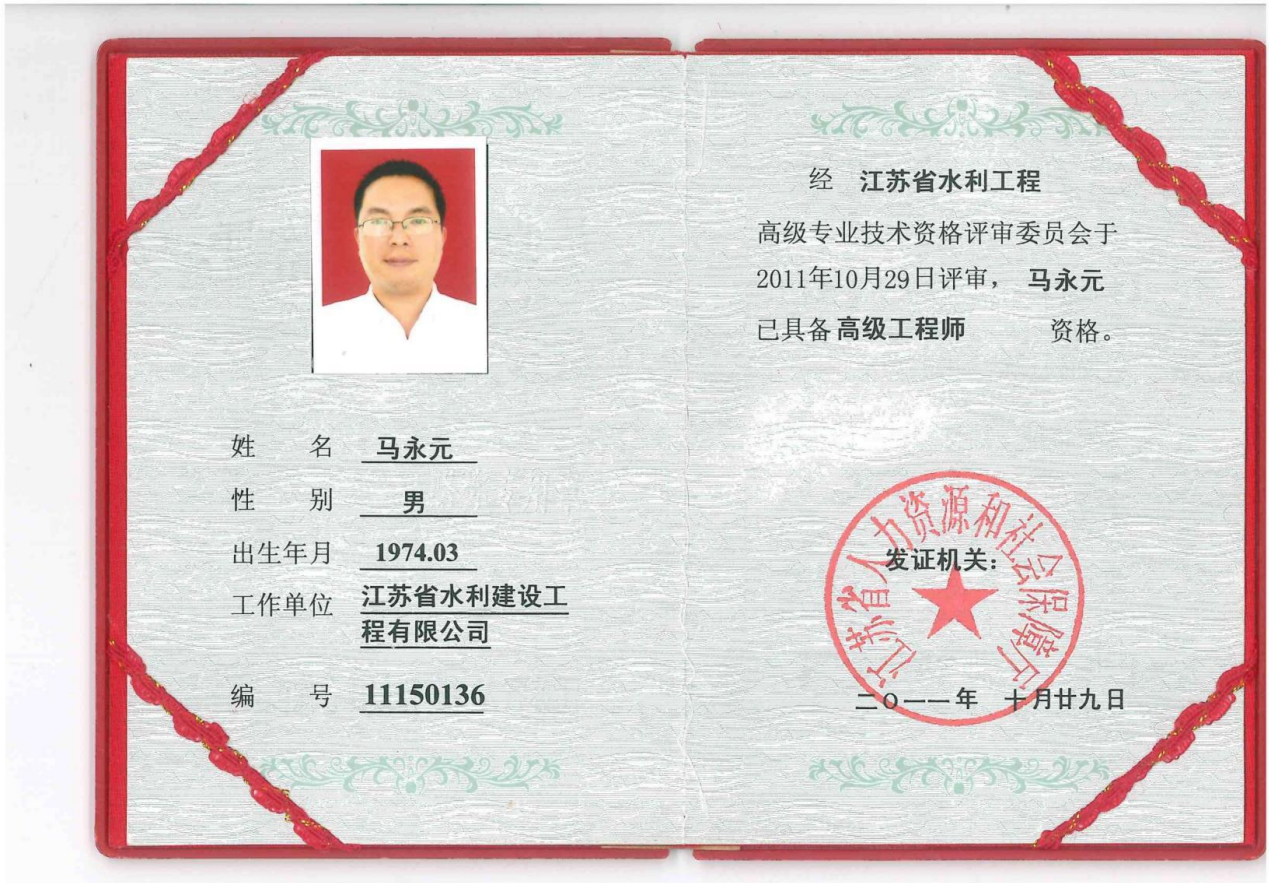 姓名 马永元
性别 男
出生年月 1974.03
工作单位 江苏省水利建设工
程有限公司
编号 11150136
经 江苏省水利工程
高级专业技术资格评审委员会于
2011年10月29日评审， 马永元
已具备 高级工程师 资格。
江苏省人力资源和社会保障厅
发证机关：
二〇一一年 十月廿九日